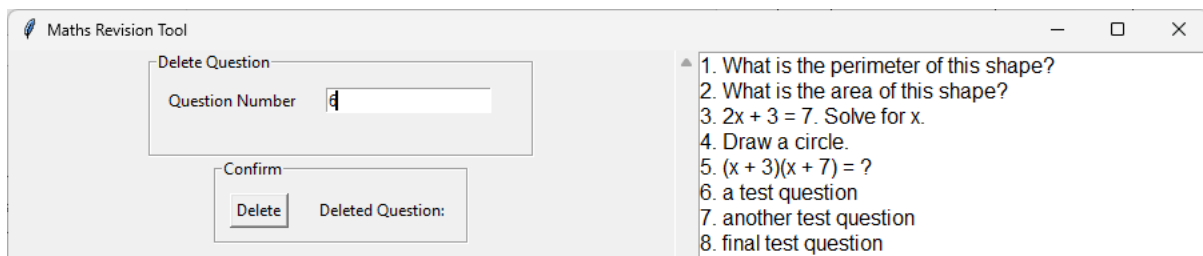 Maths Revision Tool
Delete Question
Question Number 6
Confirm
Delete Deleted Question:
1. What is the perimeter of this shape?
2. What is the area of this shape?
3. 2x + 3 = 7. Solve for x.
4. Draw a circle.
5. (x + 3)(x + 7) = ?
6. a test question
7. another test question
8. final test question